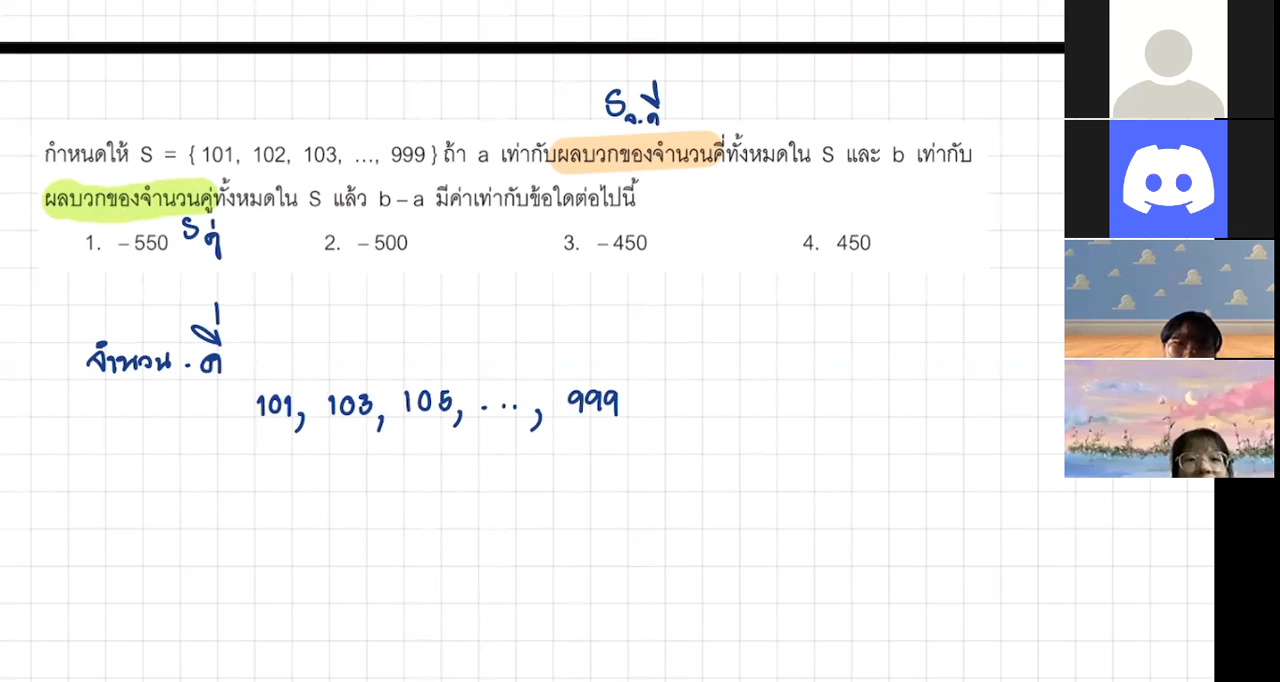 S จ.คี่
กำหนดให้ S = { 101, 102, 103, ..., 999 } ถ้า a เท่ากับผลบวกของจำนวนคี่ทั้งหมดใน S และ b เท่ากับ
ผลบวกของจำนวนคู่ทั้งหมดใน S แล้ว b – a มีค่าเท่ากับข้อใดต่อไปนี้
1. – 550 2. – 500 3. – 450 4. 450
S คู่
จำนวน . คี่
101, 103, 105, ..., 999